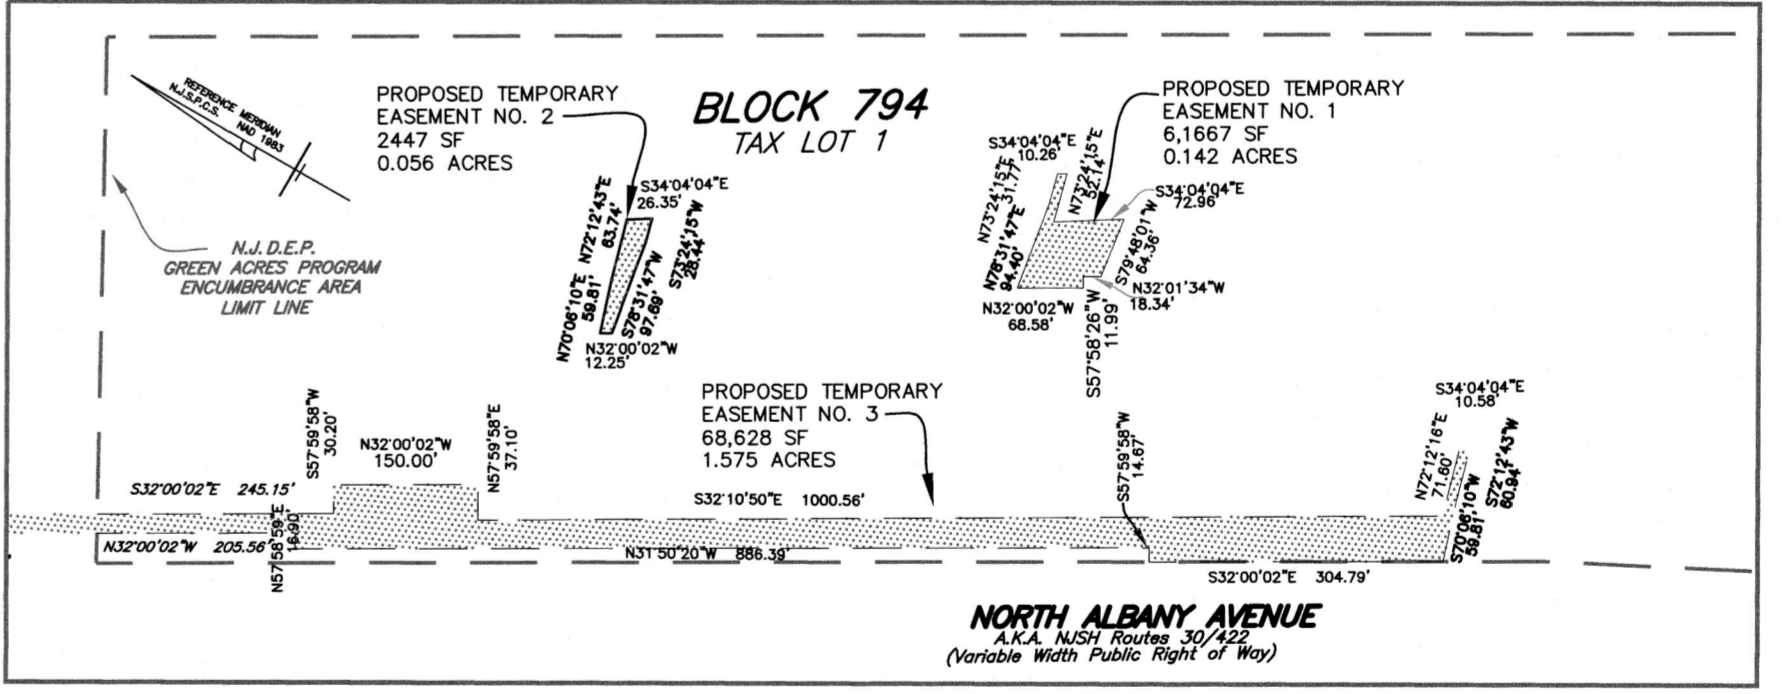 REFERENCE MERIDIAN
N.J.S.P.C.S. NAD 1983
PROPOSED TEMPORARY
EASEMENT NO. 2
2447 SF
0.056 ACRES
BLOCK 794
TAX LOT 1
PROPOSED TEMPORARY
EASEMENT NO. 1
6,1667 SF
0.142 ACRES
N.J.D.E.P.
GREEN ACRES PROGRAM
ENCUMBRANCE AREA
LIMIT LINE
S34°04'04"E
26.35'
N72°12'43"E
63.74'
N70°06'10"E
59.81'
S73°24'15"W
28.44'
S78°31'47"W
97.69'
N32°00'02"W
12.25'
S34°04'04"E
10.26'
N73°24'15"E
31.77'
N73°24'15"E
52.14'
S34°04'04"E
72.96'
N78°31'47"E
94.40'
S79°48'01"W
64.36'
N32°01'34"W
18.34'
N32°00'02"W
68.58'
S57°58'26"W
11.99'
PROPOSED TEMPORARY
EASEMENT NO. 3
68,628 SF
1.575 ACRES
S57°59'58"W
30.20'
N32°00'02"W
150.00'
N57°59'58"E
37.10'
S32°00'02"E 245.15'
S32°10'50"E 1000.56'
S57°59'58"W
14.67'
S34°04'04"E
10.58'
N72°12'16"E
71.60'
S72°12'43"W
60.94'
S70°06'10"W
59.81'
N32°00'02"W 205.56'
N57°58'59"E
16.90'
N31°50'20"W 886.39'
S32°00'02"E 304.79'
NORTH ALBANY AVENUE
A.K.A. NJSH Routes 30/422
(Variable Width Public Right of Way)